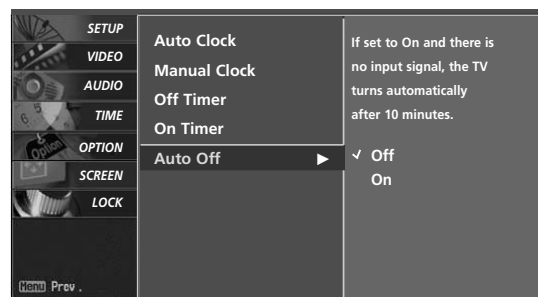 SETUP
VIDEO
AUDIO
TIME
OPTION
SCREEN
LOCK
Menu Prev.
Auto Clock
Manual Clock
Off Timer
On Timer
Auto Off ►
If set to On and there is
no input signal, the TV
turns automatically
after 10 minutes.
✓ Off
On